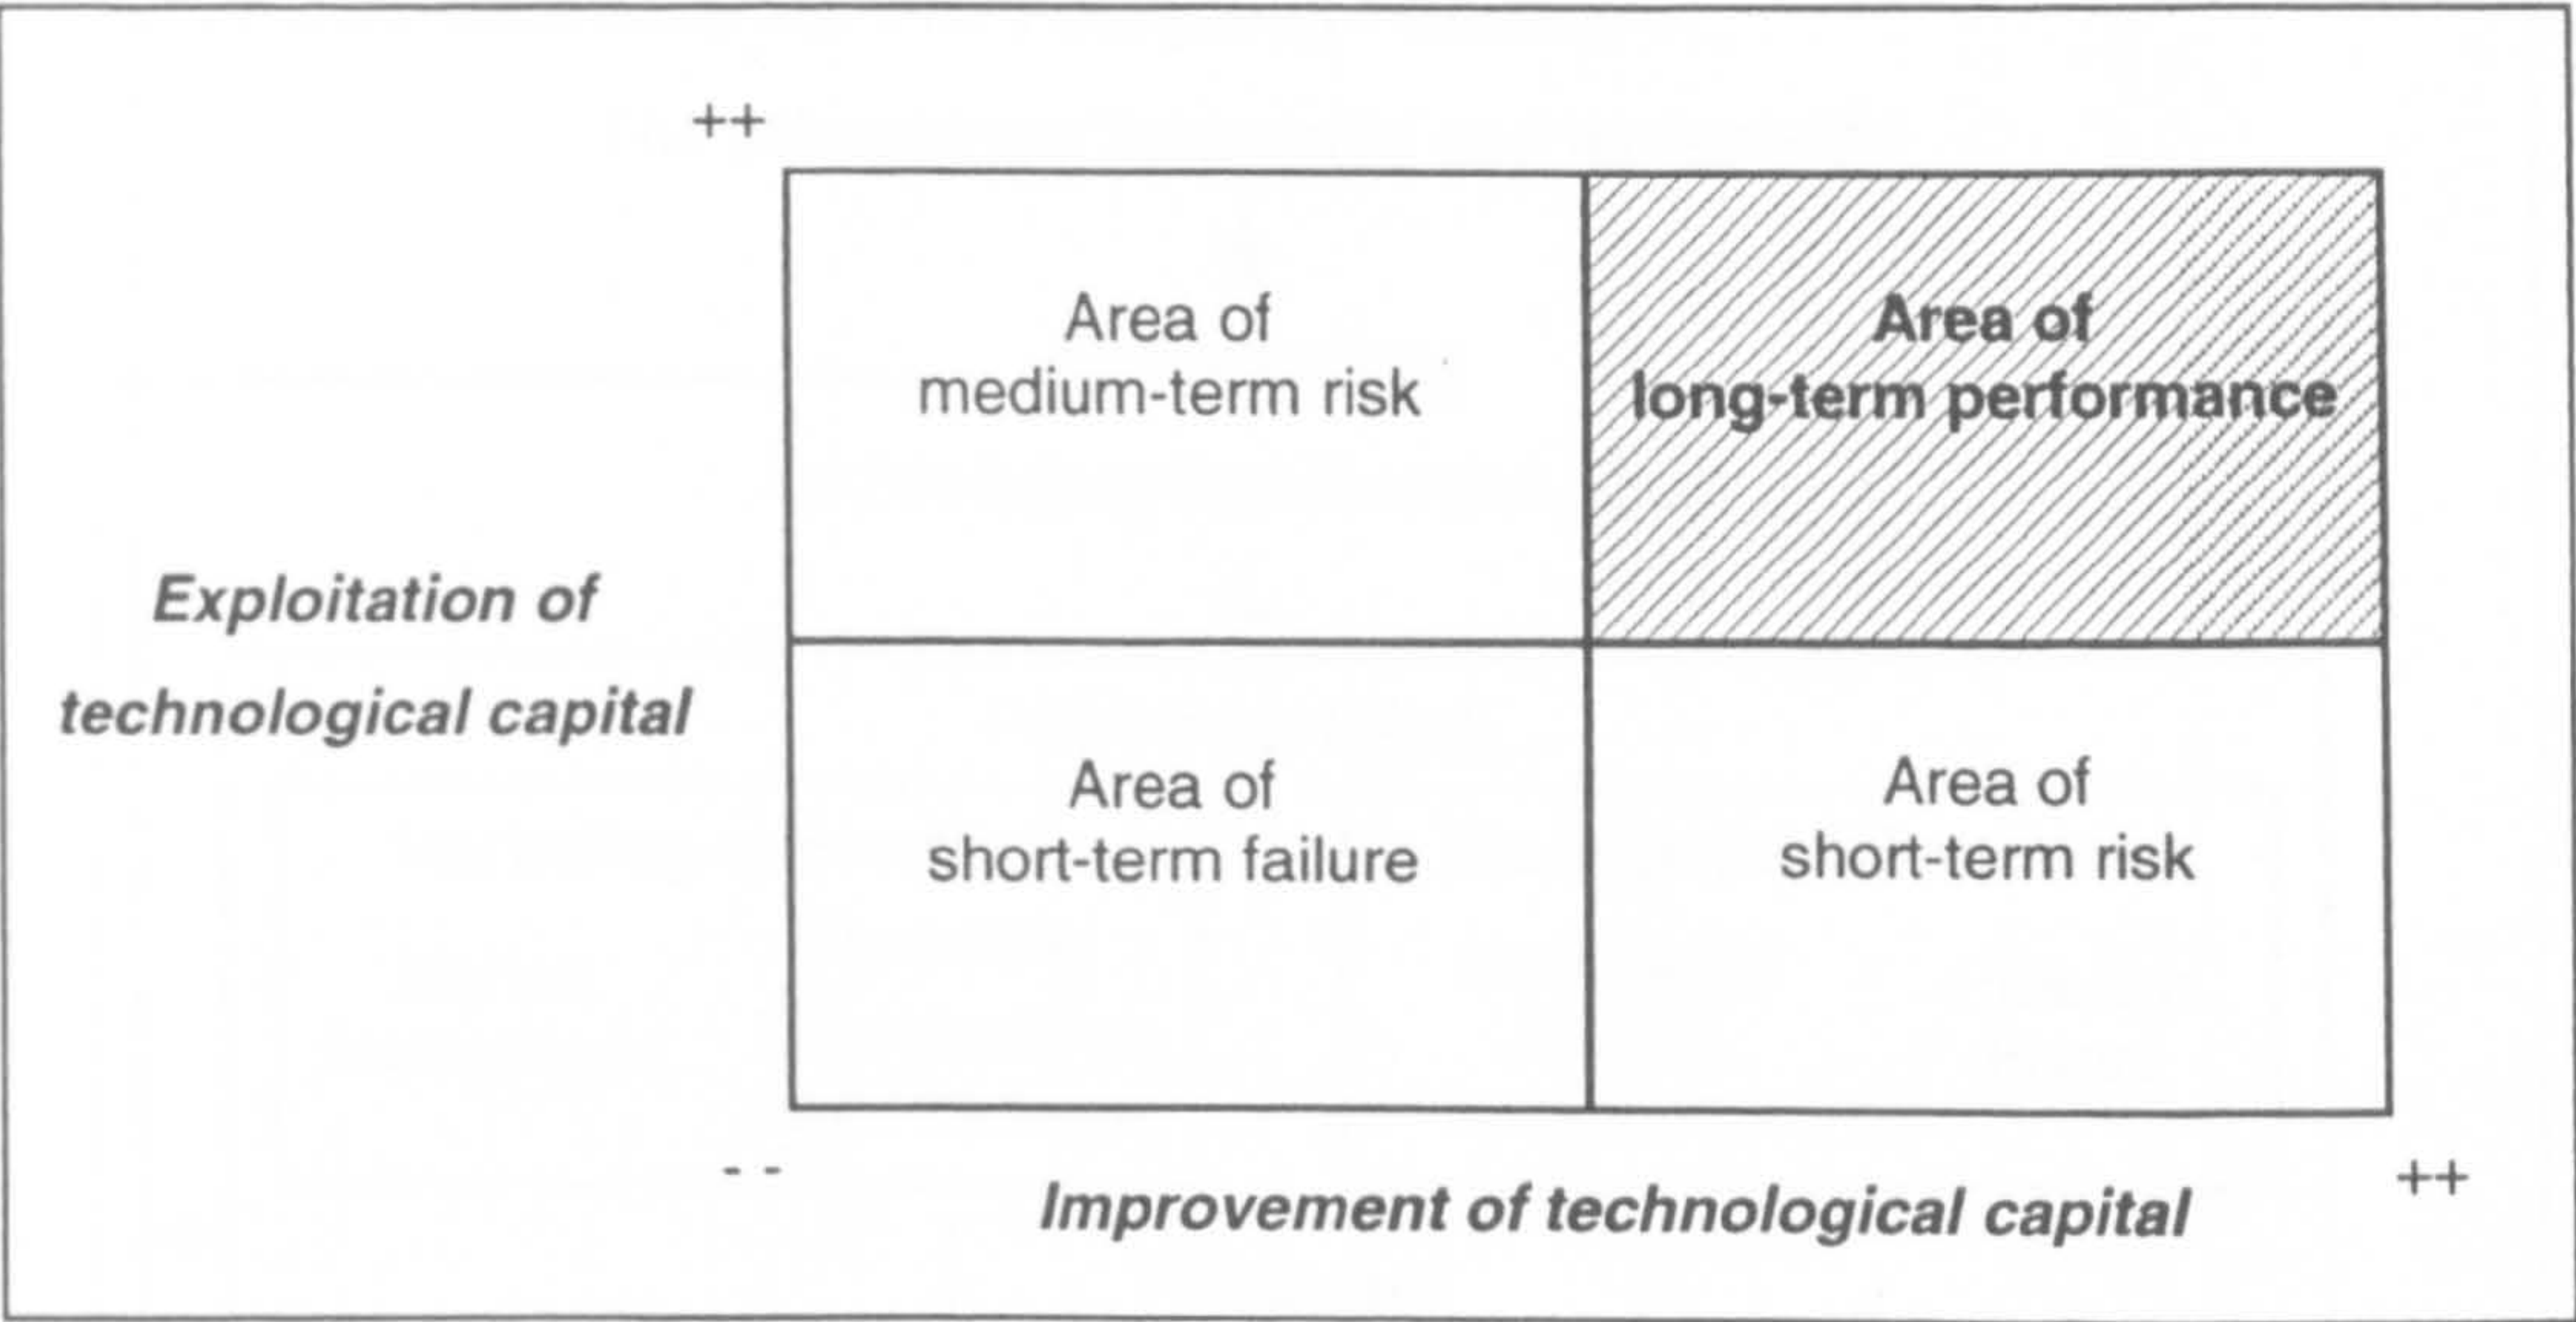 ++
Area of
medium-term risk
Area of
long-term performance
Exploitation of
technological capital
Area of
short-term failure
Area of
short-term risk
- -
Improvement of technological capital
++